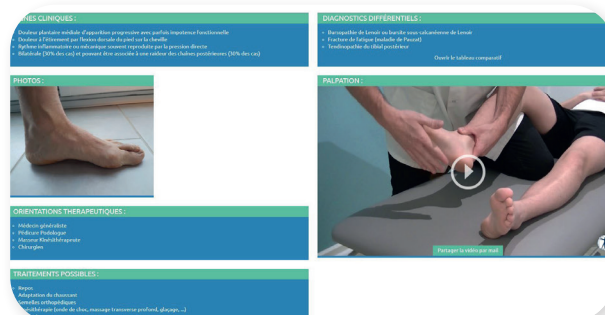 NES CLINIQUES :
Douleur plantaire médiale d'apparition progressive avec parfois impotence fonctionnelle
Douleur à l'étirement par flexion dorsale du pied sur la cheville
Rythme inflammatoire ou mécanique souvent reproduite par la pression directe
Bilatérale (30% des cas) et pouvant être associée à une raideur des chaînes postérieures (30% des cas)
PHOTOS :
ORIENTATIONS THERAPEUTIQUES :
Médecin généraliste
Pédicure Podologue
Masseur Kinésithérapeute
Chirurgien
TRAITEMENTS POSSIBLES :
Repos
Adaptation du chaussant
Semelles orthopédiques
(onde de choc, massage transverse profond, glaçage, ...)
DIAGNOSTICS DIFFÉRENTIELS :
Bursopathie de Lenoir ou bursite sous-calcanéenne de Lenoir
Fracture de fatigue (maladie de Pauzat)
Tendinopathie du tibial postérieur
Ouvrir le tableau comparatif
PALPATION :
Partager la vidéo par mail